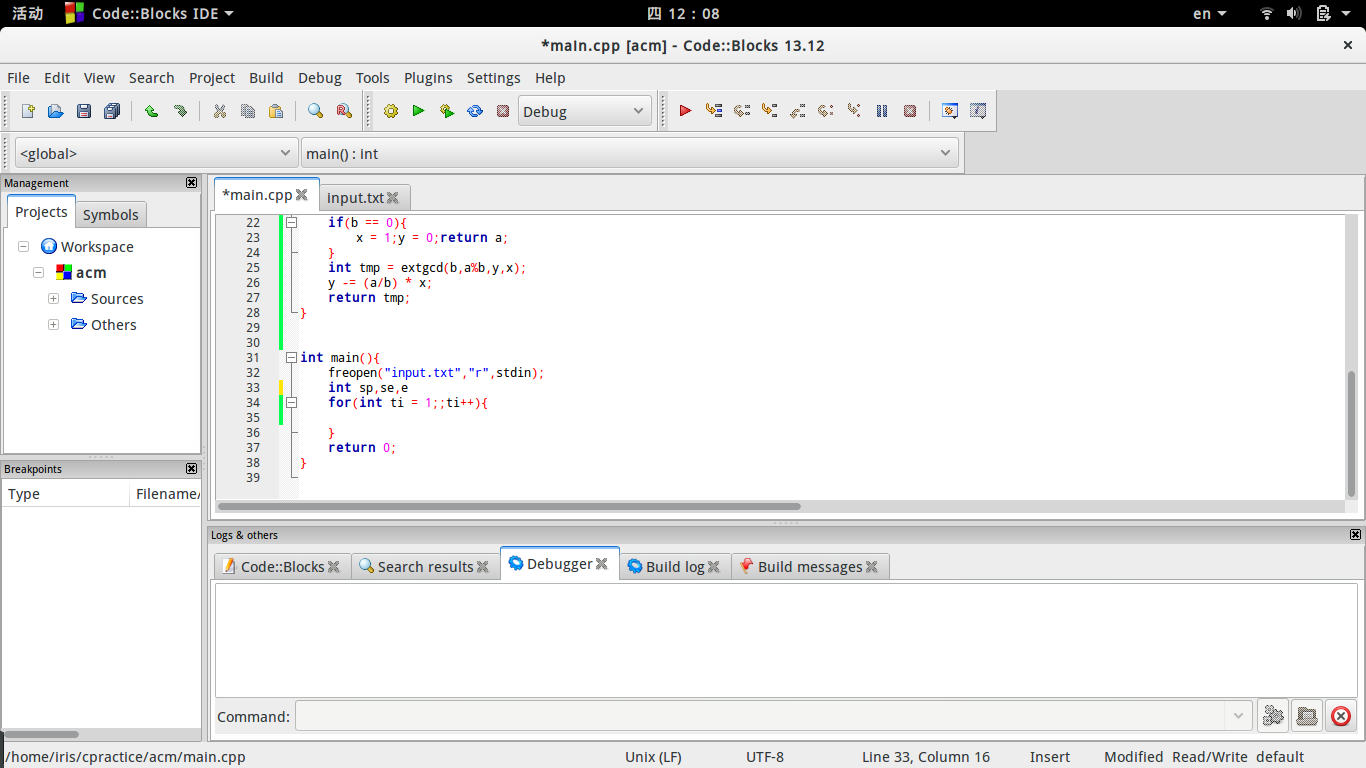 活动 Code::Blocks IDE 四 12：08 en
*main.cpp [acm] - Code::Blocks 13.12
File Edit View Search Project Build Debug Tools Plugins Settings Help
Debug
<global> main() : int
Management
Projects Symbols
Workspace
acm
Sources
Others
Breakpoints
Type Filename/
*main.cpp input.txt
22 if(b == 0){
23 x = 1;y = 0;return a;
24 }
25 int tmp = extgcd(b,a%b,y,x);
26 y -= (a/b) * x;
27 return tmp;
28 }
29
30
31 int main(){
32 freopen("input.txt","r",stdin);
33 int sp,se,e
34 for(int ti = 1;;ti++){
35
36 }
37 return 0;
38 }
39
Logs & others
Code::Blocks Search results Debugger Build log Build messages
Command:
/home/iris/cpractice/acm/main.cpp Unix (LF) UTF-8 Line 33, Column 16 Insert Modified Read/Write default